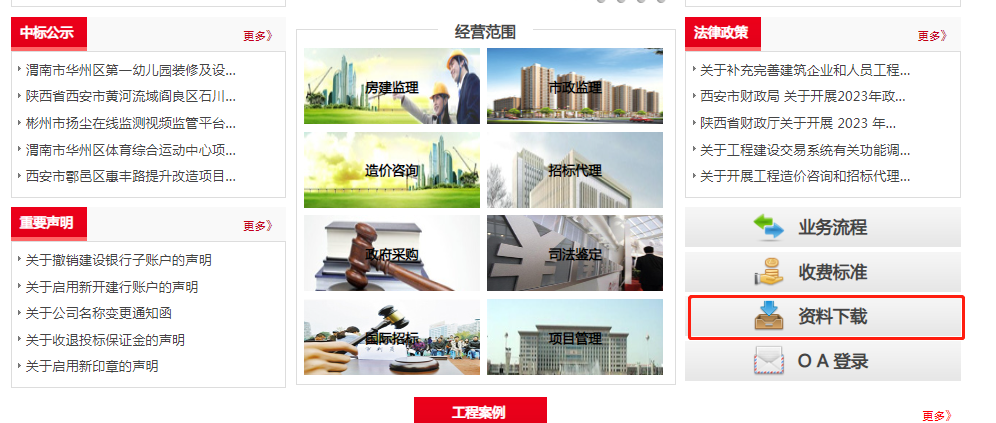 中标公示
更多》
渭南市华州区第一幼儿园装修及设...
陕西省西安市黄河流域阎良区石川...
彬州市扬尘在线监测视频监管平台...
渭南市华州区体育综合运动中心项...
西安市鄠邑区惠丰路提升改造项目...
重要声明
更多》
关于撤销建设银行子账户的声明
关于启用新开建行账户的声明
关于公司名称变更通知函
关于收退投标保证金的声明
关于启用新印章的声明
经营范围
房建监理
市政监理
造价咨询
招标代理
政府采购
司法鉴定
国际招标
项目管理
法律政策
更多》
关于补充完善建筑企业和人员工程...
西安市财政局 关于开展2023年政...
陕西省财政厅关于开展 2023 年...
关于工程建设交易系统有关功能调...
关于开展工程造价咨询和招标代理...
业务流程
收费标准
资料下载
O A 登录
工程案例
更多》